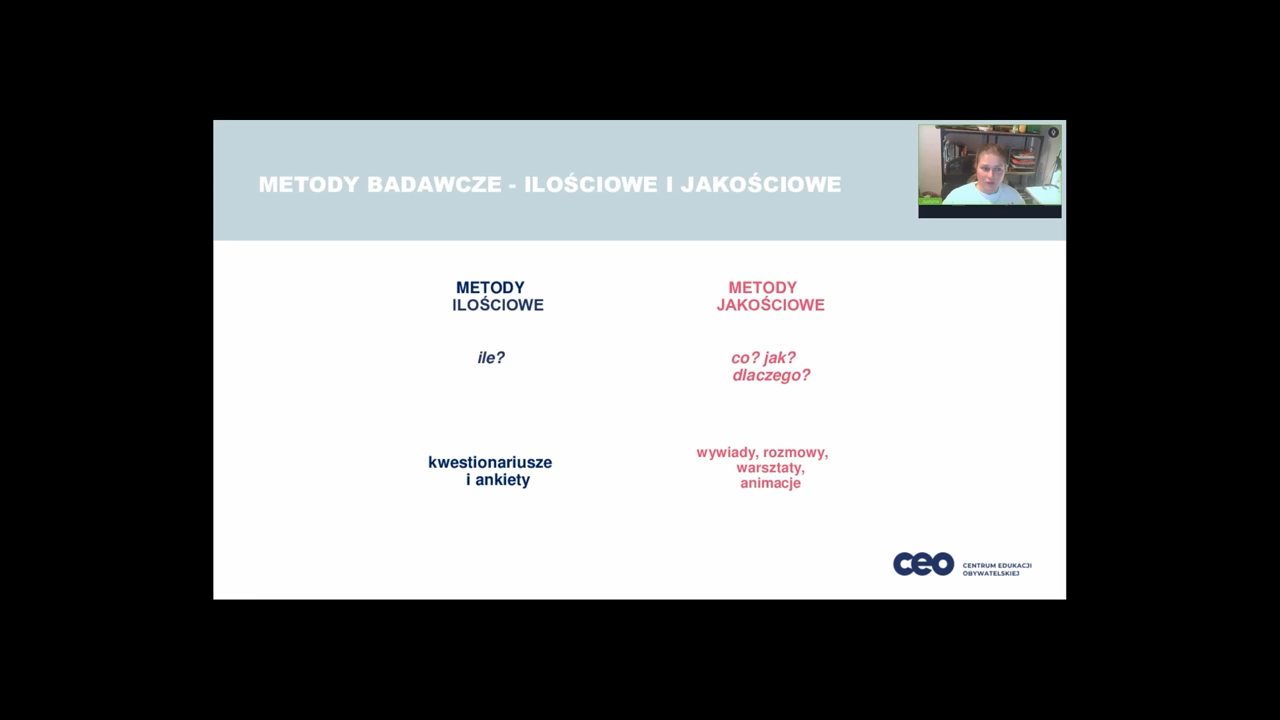 METODY BADAWCZE - ILOŚCIOWE I JAKOŚCIOWE
METODY
ILOŚCIOWE
ile?
kwestionariusze
i ankiety
METODY
JAKOŚCIOWE
co? jak?
dlaczego?
wywiady, rozmowy,
warsztaty,
animacje
ceo
CENTRUM EDUKACJI
OBYWATELSKIEJ